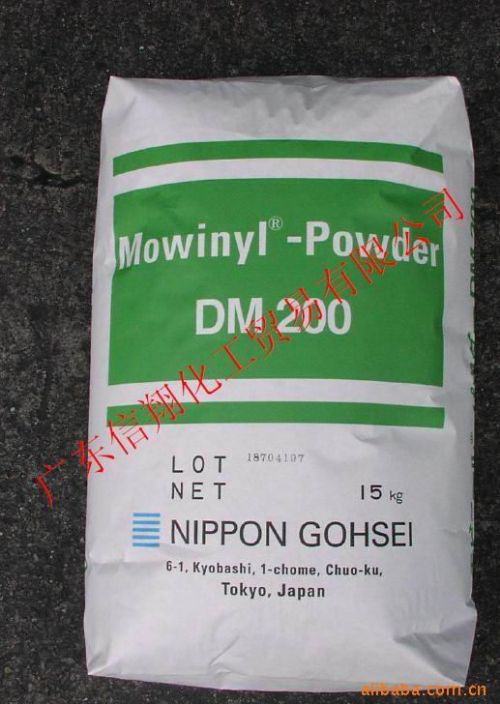 Mowinyl®-Powder
DM 200
LOT 18704107
NET 15 kg
NIPPON GOHSEI
6-1, Kyobashi, 1-chome, Chuo-ku,
Tokyo, Japan
广东信翔化工贸易有限公司
alibaba.com.cn